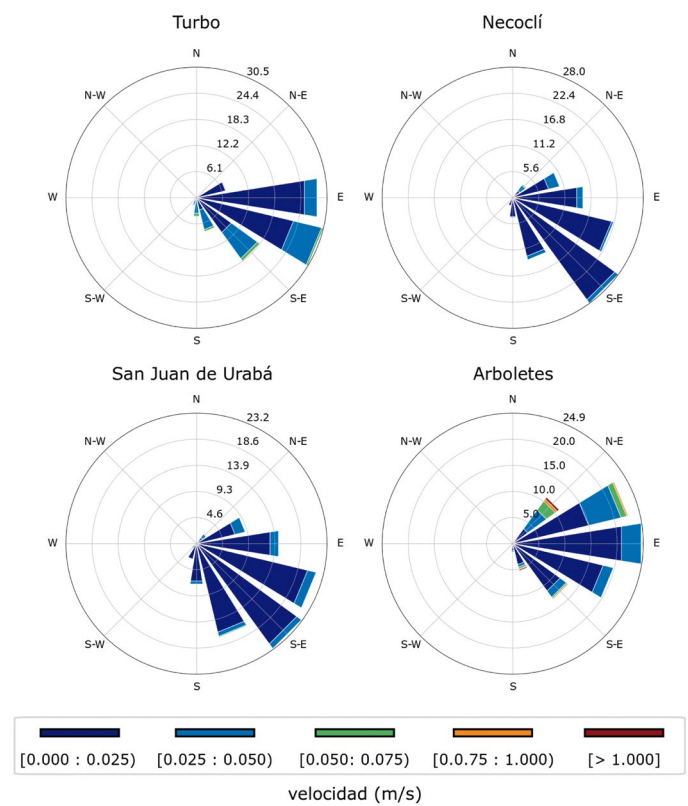 Turbo
N
30.5
N-W
N-E
24.4
18.3
12.2
6.1
W
E
S-W
S-E
S
Necoclí
N
28.0
N-W
N-E
22.4
16.8
11.2
5.6
W
E
S-W
S-E
S
San Juan de Urabá
N
23.2
N-W
N-E
18.6
13.9
9.3
4.6
W
E
S-W
S-E
S
Arboletes
N
24.9
N-W
N-E
20.0
15.0
10.0
5.0
W
E
S-W
S-E
S
[0.000 : 0.025) [0.025 : 0.050) [0.050: 0.075) [0.0.75 : 1.000) [> 1.000]
velocidad (m/s)